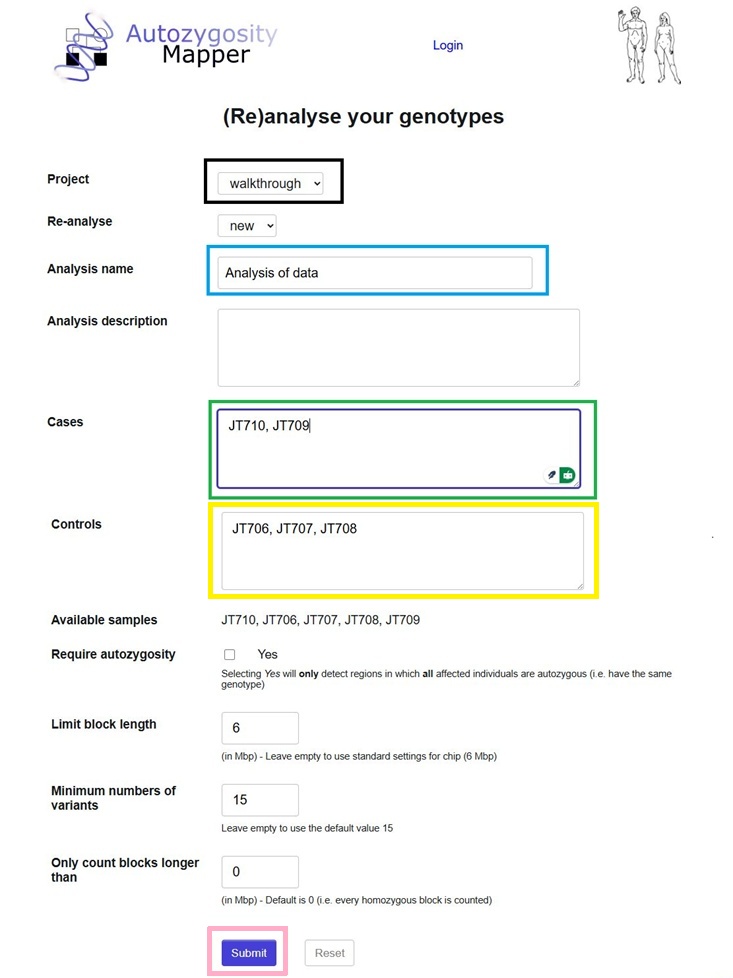 Autozygosity
Mapper
Login
(Re)analyse your genotypes
Project
walkthrough
Re-analyse
new
Analysis name
Analysis of data
Analysis description
Cases
JT710, JT709
Controls
JT706, JT707, JT708
Available samples
JT710, JT706, JT707, JT708, JT709
Require autozygosity
Yes
Selecting Yes will only detect regions in which all affected individuals are autozygous (i.e. have the same
genotype)
Limit block length
6
(in Mbp) - Leave empty to use standard settings for chip (6 Mbp)
Minimum numbers of
variants
15
Leave empty to use the default value 15
Only count blocks longer
than
0
(in Mbp) - Default is 0 (i.e. every homozygous block is counted)
Submit
Reset